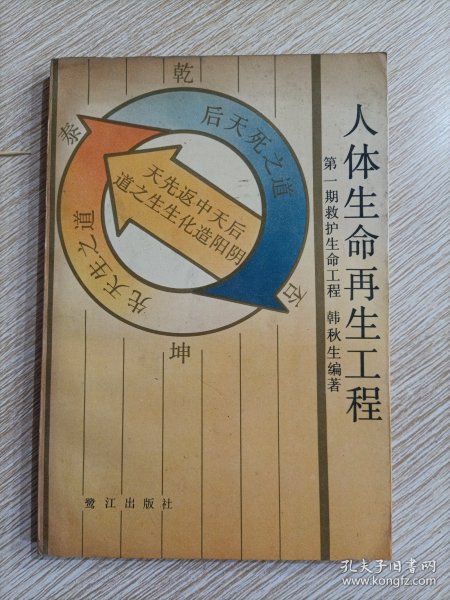 人体生命再生工程
第一期救护生命工程 韩秋生编著
乾
后天死之道
泰
后天中返先天
阴阳造化生生之道
先天生之道
否
坤
鹭江出版社
孔夫子旧书网
www.kongfz.com